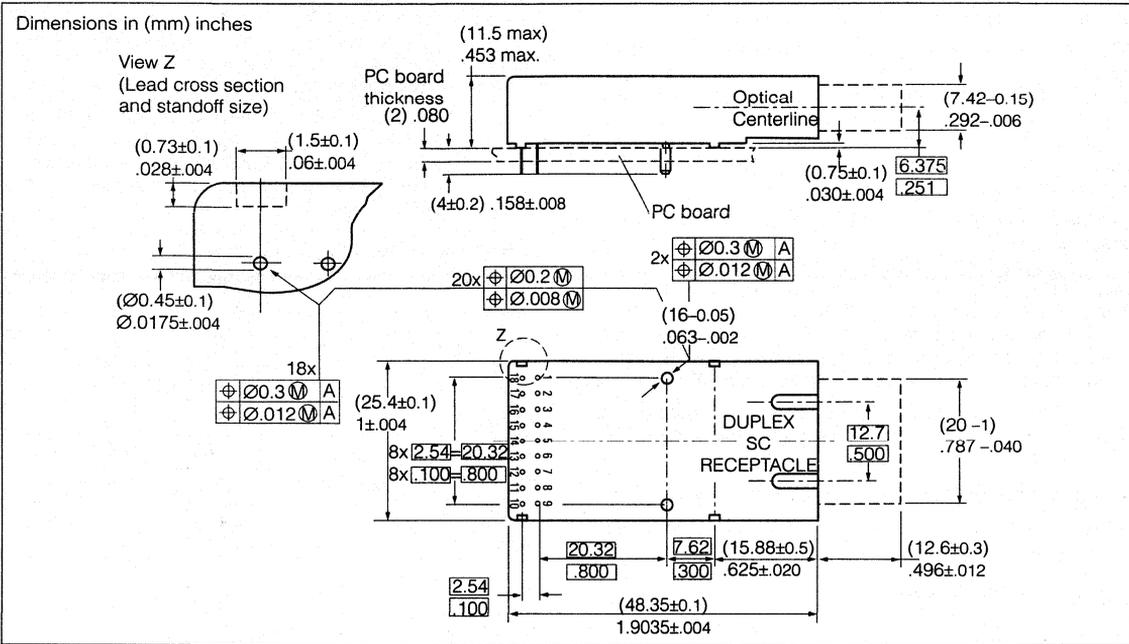 Dimensions in (mm) inches
View Z
(Lead cross section
and standoff size)
(0.73±0.1)
.028±.004
(1.5±0.1)
.06±.004
(Ø0.45±0.1)
Ø.0175±.004
PC board
thickness
(2) .080
(11.5 max)
.453 max.
Optical
Centerline
(7.42–0.15)
.292–.006
(0.75±0.1)
.030±.004
6.375
.251
(4±0.2) .158±.008
PC board
20x ⌖ Ø0.2 Ⓜ
⌖ Ø.008 Ⓜ
2x ⌖ Ø0.3 Ⓜ A
⌖ Ø.012 Ⓜ A
(16–0.05)
.063–.002
18x
⌖ Ø0.3 Ⓜ A
⌖ Ø.012 Ⓜ A
Z
(25.4±0.1)
1±.004
8x 2.54=20.32
8x .100=.800
18 1
17 2
16 3
15 4
14 5
13 6
12 7
11 8
10 9
DUPLEX
SC
RECEPTACLE
12.7
.500
(20 –1)
.787 –.040
20.32
.800
7.62
.300
(15.88±0.5)
.625±.020
(12.6±0.3)
.496±.012
2.54
.100
(48.35±0.1)
1.9035±.004